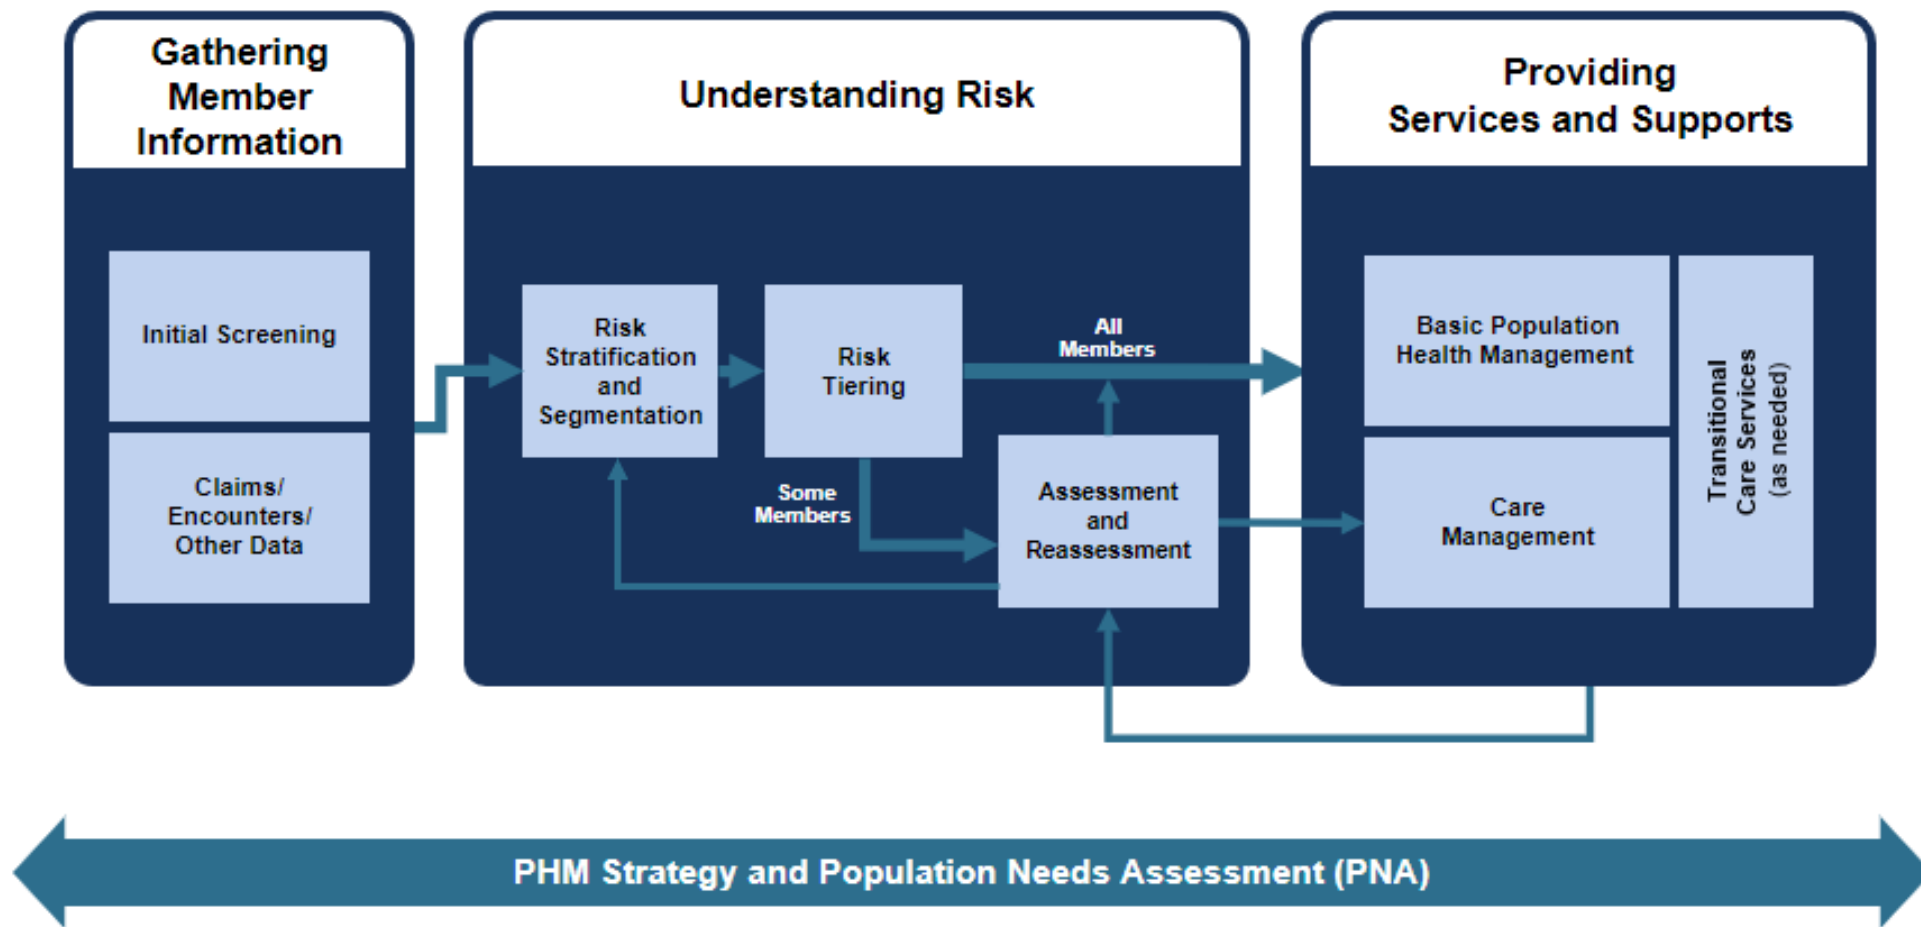 Gathering
Member
Information
Initial Screening
Claims/
Encounters/
Other Data
Understanding Risk
Risk
Stratification
and
Segmentation
Risk
Tiering
All
Members
Some
Members
Assessment
and
Reassessment
Providing
Services and Supports
Basic Population
Health Management
Care
Management
Transitional
Care Services
(as needed)
PHM Strategy and Population Needs Assessment (PNA)